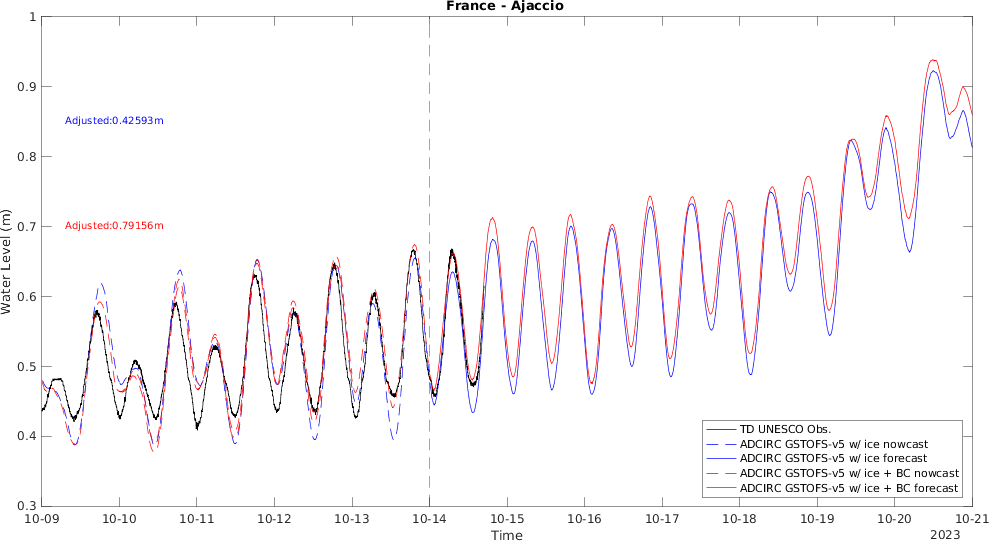 France - Ajaccio
Water Level (m)
1
0.9
0.8
0.7
0.6
0.5
0.4
0.3
Adjusted:0.42593m
Adjusted:0.79156m
TD UNESCO Obs.
ADCIRC GSTOFS-v5 w/ ice nowcast
ADCIRC GSTOFS-v5 w/ ice forecast
ADCIRC GSTOFS-v5 w/ ice + BC nowcast
ADCIRC GSTOFS-v5 w/ ice + BC forecast
10-09 10-10 10-11 10-12 10-13 10-14 10-15 10-16 10-17 10-18 10-19 10-20 10-21
Time
2023